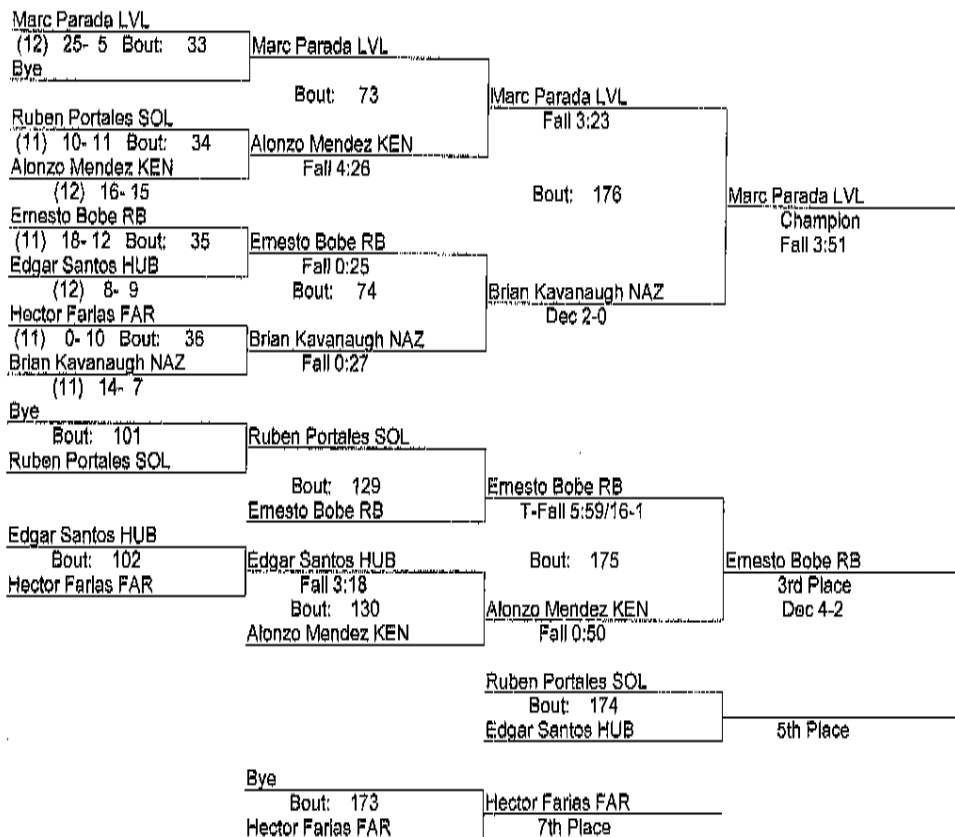 Marc Parada LVL
(12) 25- 5 Bout: 33
Bye
Marc Parada LVL
Bout: 73
Ruben Portales SOL
(11) 10- 11 Bout: 34
Alonzo Mendez KEN
(12) 16- 15
Alonzo Mendez KEN
Fall 4:26
Marc Parada LVL
Fall 3:23
Bout: 176
Ernesto Bobe RB
(11) 18- 12 Bout: 35
Edgar Santos HUB
(12) 8- 9
Ernesto Bobe RB
Fall 0:25
Bout: 74
Hector Farias FAR
(11) 0- 10 Bout: 36
Brian Kavanaugh NAZ
(11) 14- 7
Brian Kavanaugh NAZ
Fall 0:27
Brian Kavanaugh NAZ
Dec 2-0
Marc Parada LVL
Champion
Fall 3:51
Bye
Bout: 101
Ruben Portales SOL
Ruben Portales SOL
Bout: 129
Ernesto Bobe RB
Ernesto Bobe RB
T-Fall 5:59/16-1
Bout: 175
Edgar Santos HUB
Bout: 102
Hector Farias FAR
Edgar Santos HUB
Fall 3:18
Bout: 130
Alonzo Mendez KEN
Alonzo Mendez KEN
Fall 0:50
Ernesto Bobe RB
3rd Place
Dec 4-2
Ruben Portales SOL
Bout: 174
Edgar Santos HUB
5th Place
Bye
Bout: 173
Hector Farias FAR
Hector Farias FAR
7th Place